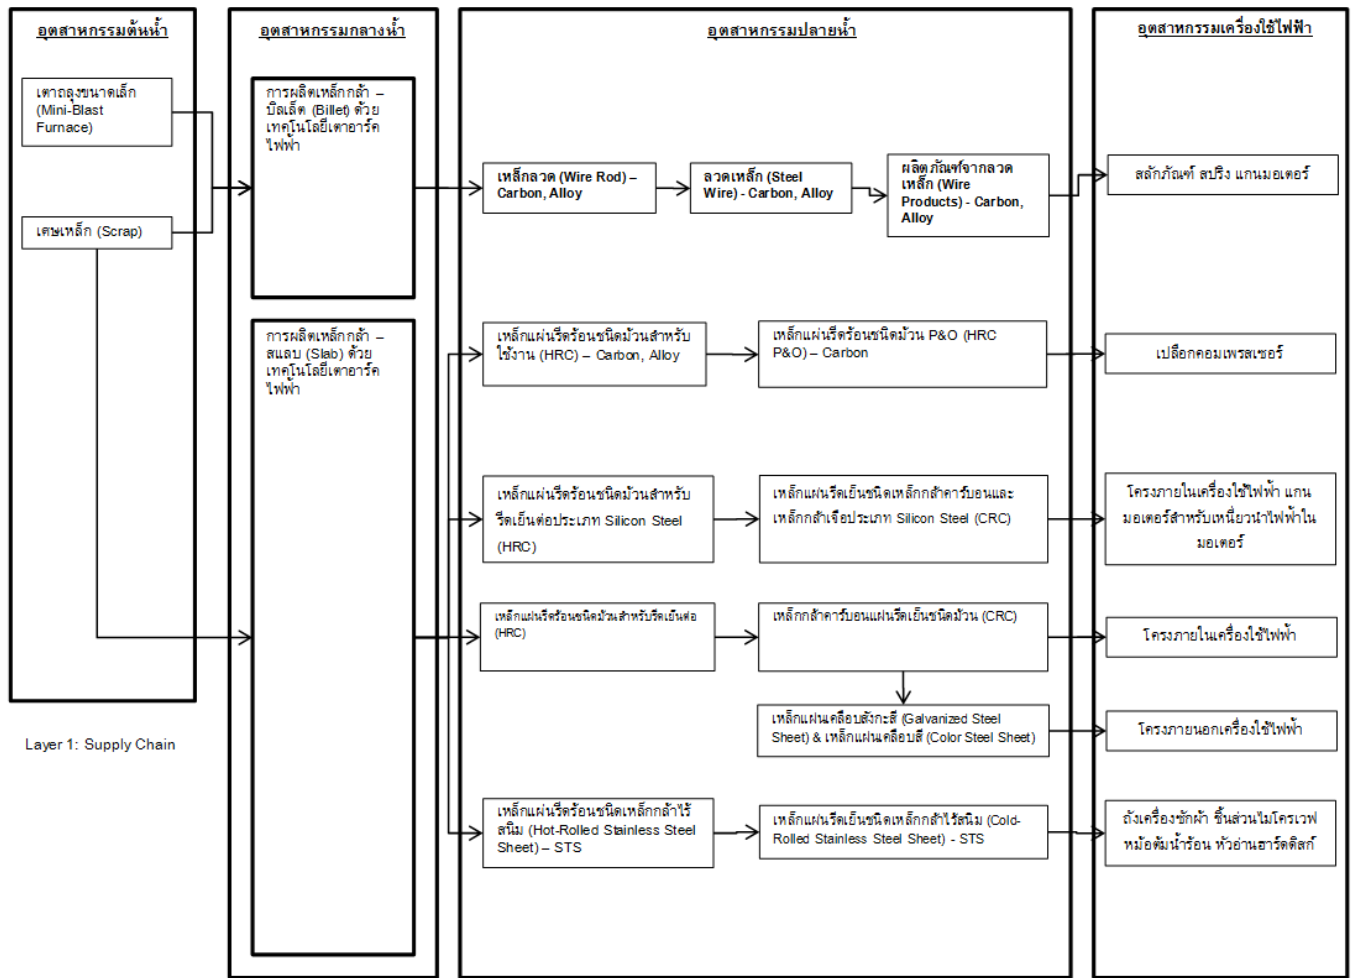 อุตสาหกรรมต้นน้ำ
เตาถลุงขนาดเล็ก
(Mini-Blast
Furnace)
เศษเหล็ก (Scrap)
Layer 1: Supply Chain
อุตสาหกรรมกลางน้ำ
การผลิตเหล็กกล้า –
บิลเล็ต (Billet) ด้วย
เทคโนโลยีเตาอาร์ค
ไฟฟ้า
การผลิตเหล็กกล้า –
สแลบ (Slab) ด้วย
เทคโนโลยีเตาอาร์ค
ไฟฟ้า
อุตสาหกรรมปลายน้ำ
เหล็กลวด (Wire Rod) –
Carbon, Alloy
ลวดเหล็ก (Steel
Wire) - Carbon, Alloy
ผลิตภัณฑ์จากลวด
เหล็ก (Wire
Products) - Carbon,
Alloy
เหล็กแผ่นรีดร้อนชนิดม้วนสำหรับ
ใช้งาน (HRC) – Carbon, Alloy
เหล็กแผ่นรีดร้อนชนิดม้วน P&O (HRC
P&O) – Carbon
เหล็กแผ่นรีดร้อนชนิดม้วนสำหรับ
รีดเย็นต่อประเภท Silicon Steel
(HRC)
เหล็กแผ่นรีดเย็นชนิดเหล็กกล้าคาร์บอนและ
เหล็กกล้าเจือประเภท Silicon Steel (CRC)
เหล็กแผ่นรีดร้อนชนิดม้วนสำหรับรีดเย็นต่อ
(HRC)
เหล็กกล้าคาร์บอนแผ่นรีดเย็นชนิดม้วน (CRC)
เหล็กแผ่นเคลือบสังกะสี (Galvanized Steel
Sheet) & เหล็กแผ่นเคลือบสี (Color Steel Sheet)
เหล็กแผ่นรีดร้อนชนิดเหล็กกล้าไร้
สนิม (Hot-Rolled Stainless Steel
Sheet) – STS
เหล็กแผ่นรีดเย็นชนิดเหล็กกล้าไร้สนิม (Cold-
Rolled Stainless Steel Sheet) - STS
อุตสาหกรรมเครื่องใช้ไฟฟ้า
สลักภัณฑ์ สปริง แกนมอเตอร์
เปลือกคอมเพรสเซอร์
โครงภายในเครื่องใช้ไฟฟ้า แกน
มอเตอร์สำหรับเหนี่ยวนำไฟฟ้าใน
มอเตอร์
โครงภายในเครื่องใช้ไฟฟ้า
โครงภายนอกเครื่องใช้ไฟฟ้า
ถังเครื่องซักผ้า ชิ้นส่วนไมโครเวฟ
หม้อต้มน้ำร้อน หัวอ่านฮาร์ดดิสก์